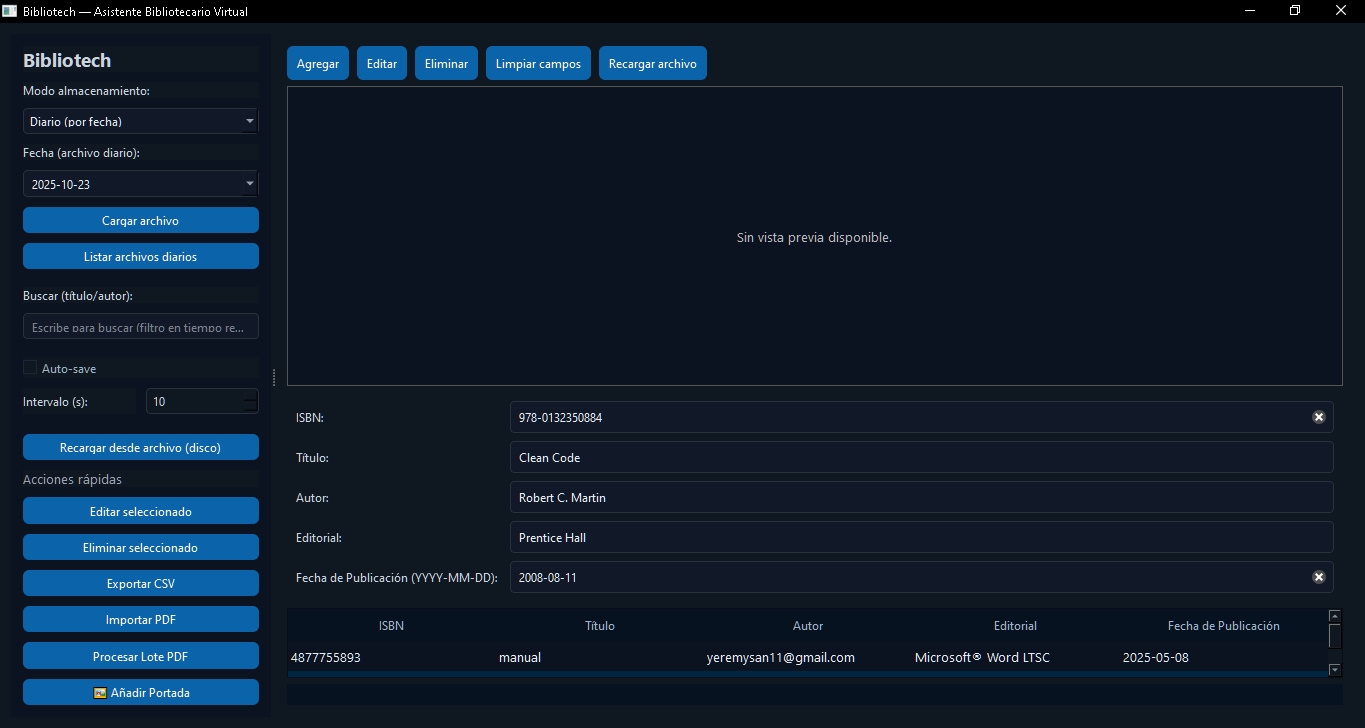 Bibliotech — Asistente Bibliotecario Virtual
Bibliotech
Modo almacenamiento:
Diario (por fecha)
Fecha (archivo diario):
2025-10-23
Cargar archivo
Listar archivos diarios
Buscar (título/autor):
Escribe para buscar (filtro en tiempo re...
Auto-save
Intervalo (s):
10
Recargar desde archivo (disco)
Acciones rápidas
Editar seleccionado
Eliminar seleccionado
Exportar CSV
Importar PDF
Procesar Lote PDF
Añadir Portada
Agregar Editar Eliminar Limpiar campos Recargar archivo
Sin vista previa disponible.
ISBN: 978-0132350884
Título: Clean Code
Autor: Robert C. Martin
Editorial: Prentice Hall
Fecha de Publicación (YYYY-MM-DD): 2008-08-11
ISBN Título Autor Editorial Fecha de Publicación
4877755893 manual yeremysan11@gmail.com Microsoft® Word LTSC 2025-05-08